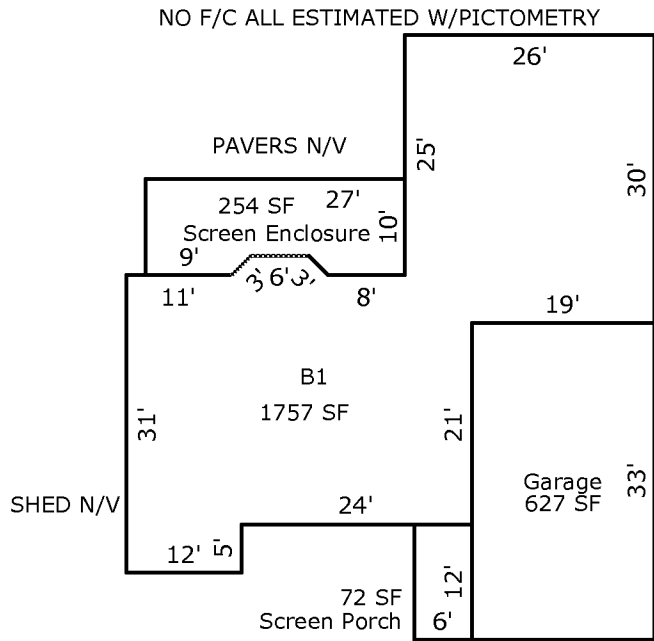 NO F/C ALL ESTIMATED W/PICTOMETRY
26'
PAVERS N/V
25'
30'
254 SF
27'
Screen Enclosure
10'
9'
3'
6'
3'
11'
8'
19'
B1
1757 SF
31'
21'
Garage
627 SF
33'
SHED N/V
24'
12'
5'
72 SF
Screen Porch
12'
6'